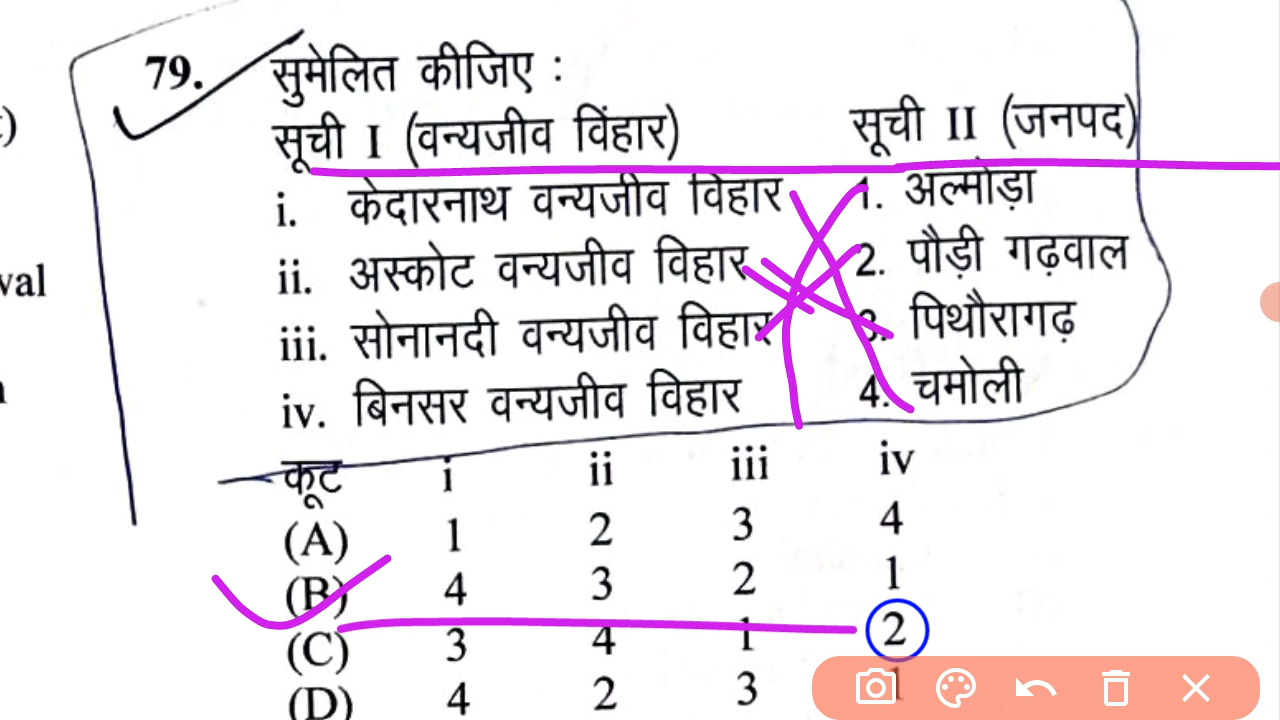 79. सुमेलित कीजिए :
सूची I (वन्यजीव विहार) सूची II (जनपद)
i. केदारनाथ वन्यजीव विहार 1. अल्मोड़ा
ii. अस्कोट वन्यजीव विहार 2. पौड़ी गढ़वाल
val
iii. सोनानदी वन्यजीव विहार 3. पिथौरागढ़
iv. बिनसर वन्यजीव विहार 4. चमोली
कूट i ii iii iv
(A) 1 2 3 4
(B) 4 3 2 1
(C) 3 4 1 2
(D) 4 2 3 1